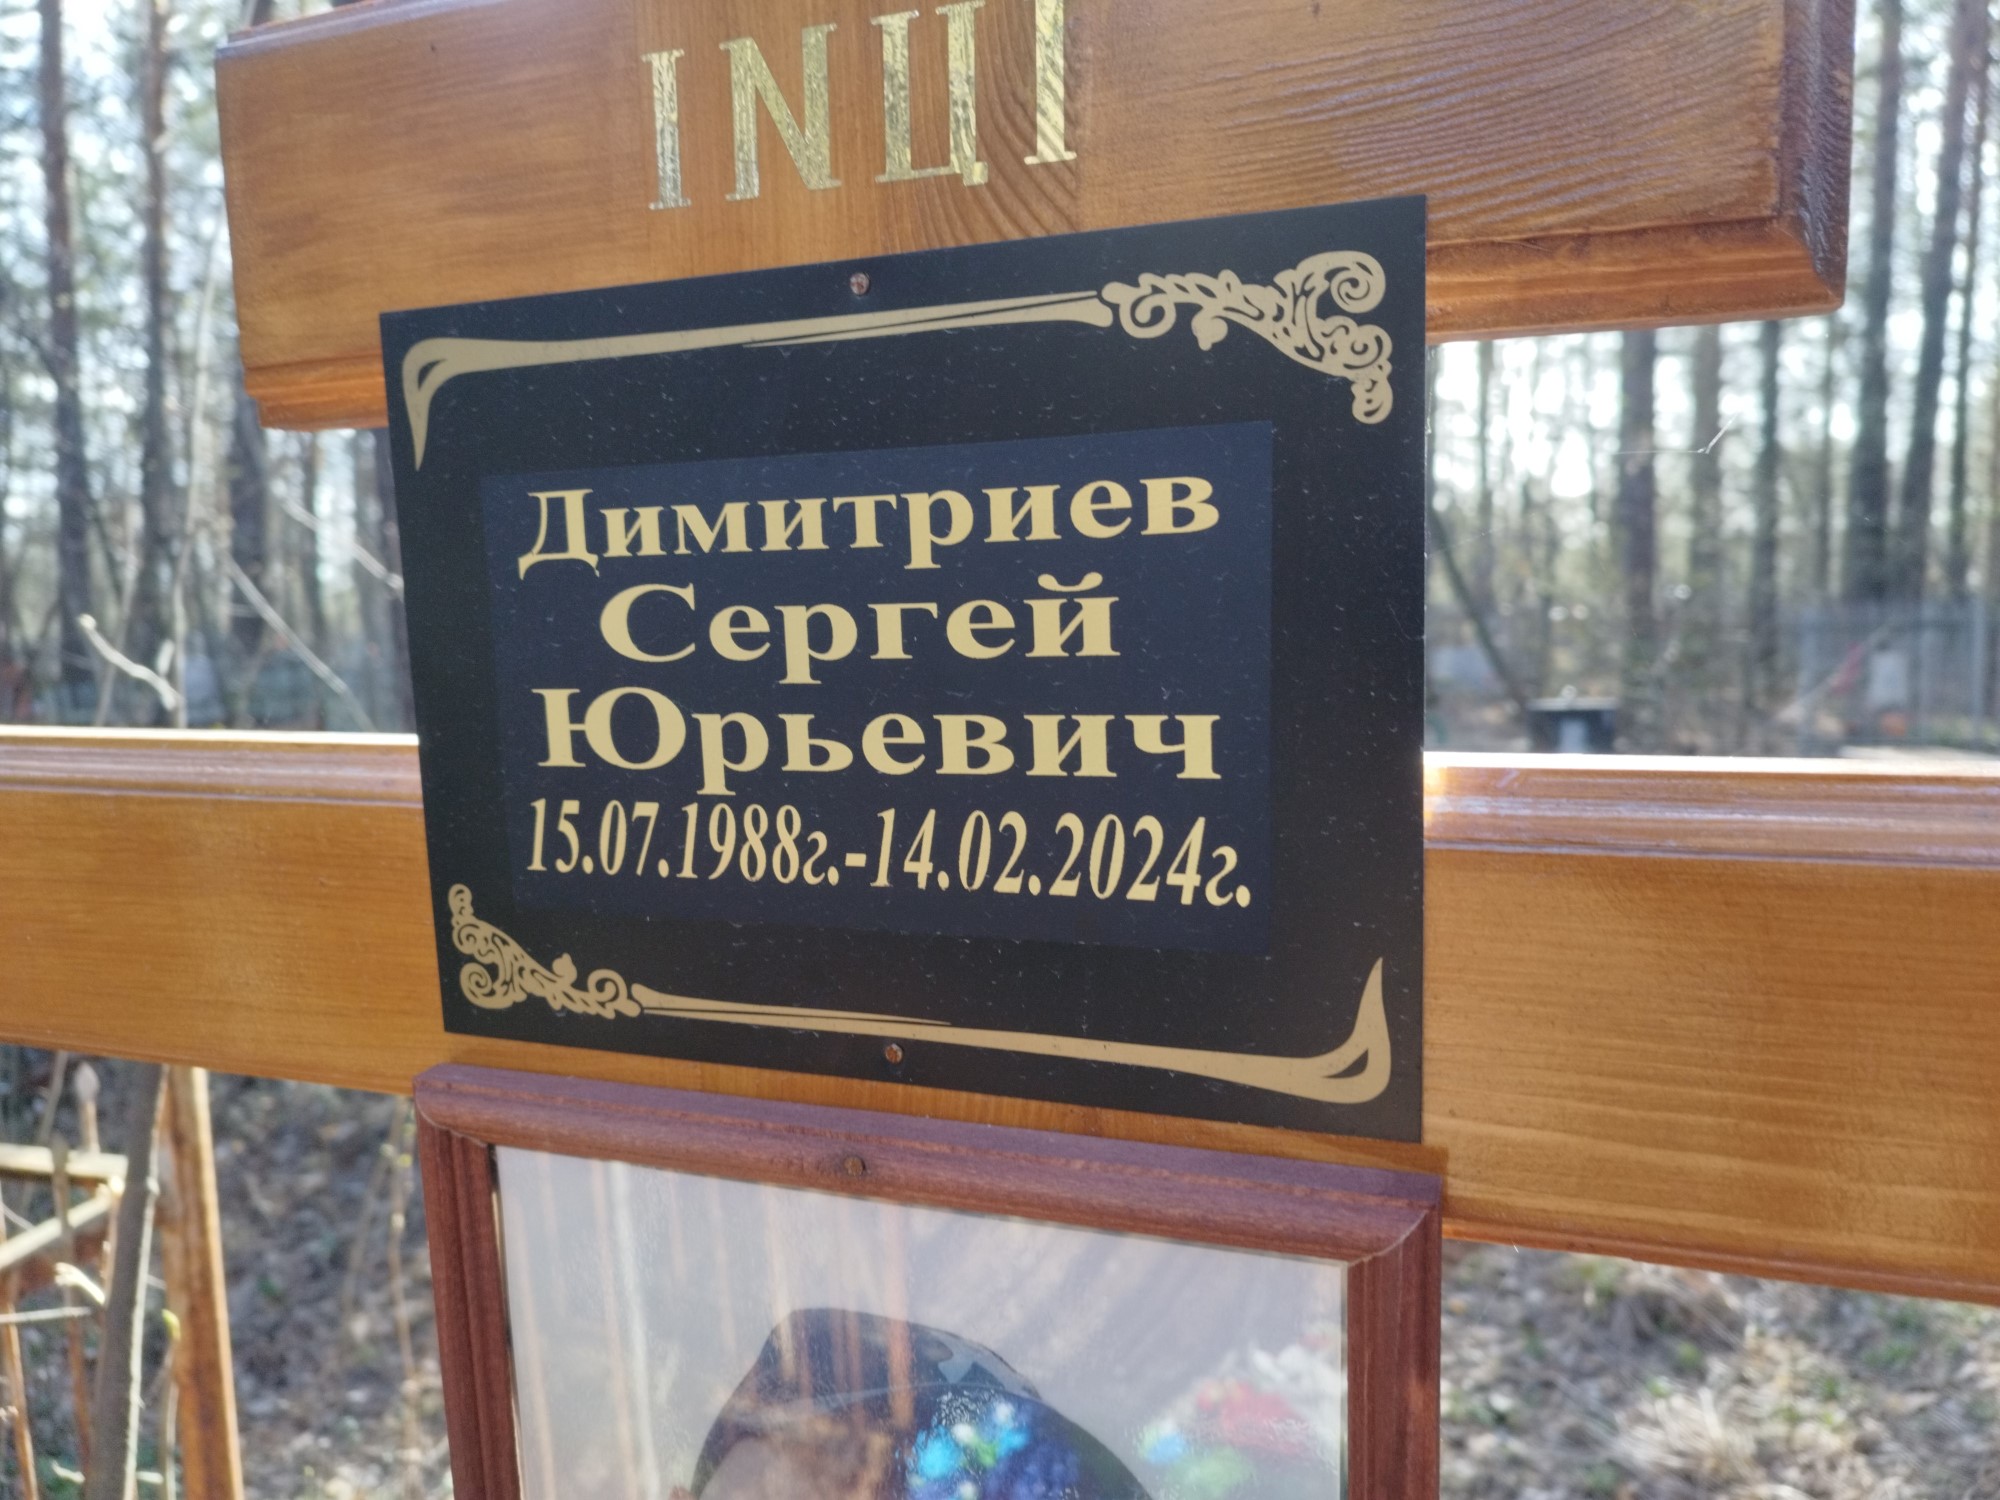 INЦI
Димитриев
Сергей
Юрьевич
15.07.1988г.-14.02.2024г.